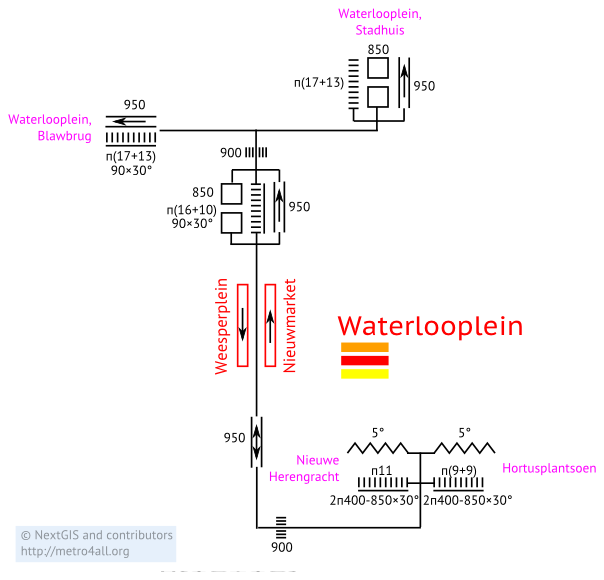 Waterlooplein,
Stadhuis
850
п(17+13)
950
950
Waterlooplein,
Blawbrug
п(17+13)
90×30°
900
850
п(16+10)
90×30°
950
Weesperplein
Nieuwmarket
Waterlooplein
950
5°
5°
Nieuwe
Herengracht
п11
п(9+9)
Hortusplantsoen
2п400-850×30°
2п400-850×30°
900
© NextGIS and contributors
http://metro4all.org